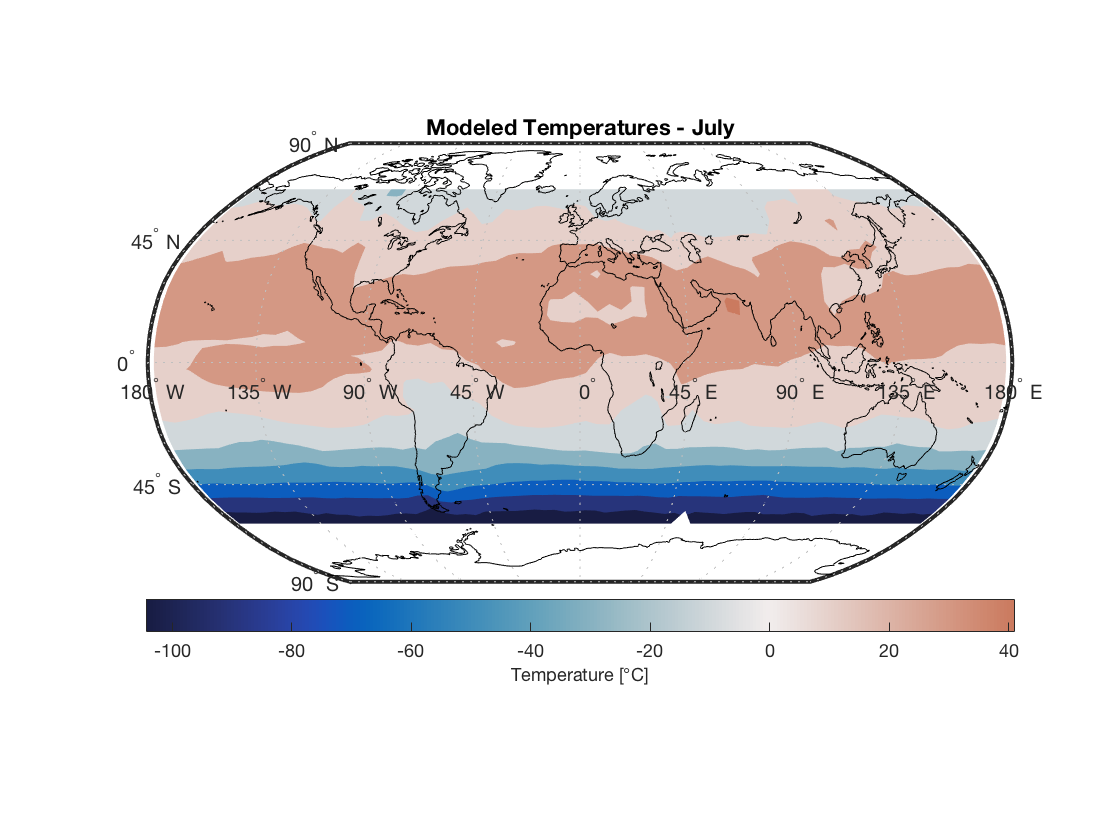 Modeled Temperatures - July
90° N
45° N
0°
180° W 135° W 90° W 45° W 0° 45° E 90° E 135° E 180° E
45° S
90° S
-100 -80 -60 -40 -20 0 20 40
Temperature [°C]